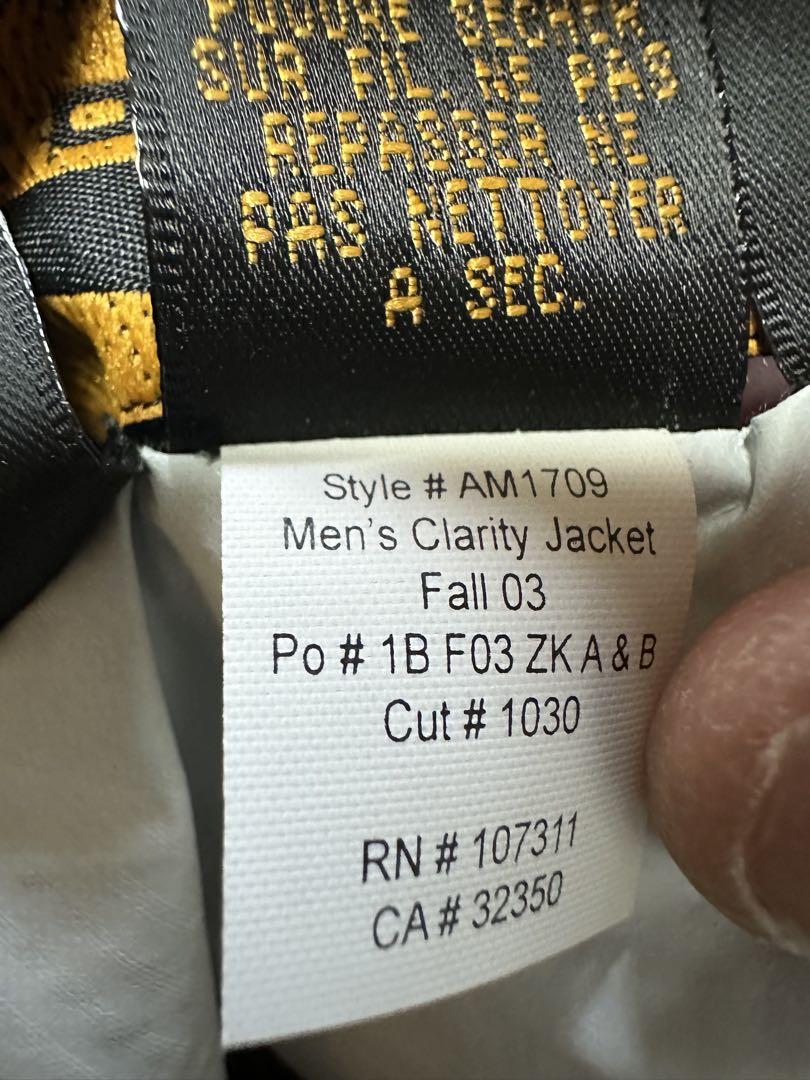 SUR FIL. NE PAS
REPASSER NE
PAS NETTOYER
A SEC.
Style # AM1709
Men's Clarity Jacket
Fall 03
Po # 1B F03 ZK A & B
Cut # 1030
RN # 107311
CA # 32350